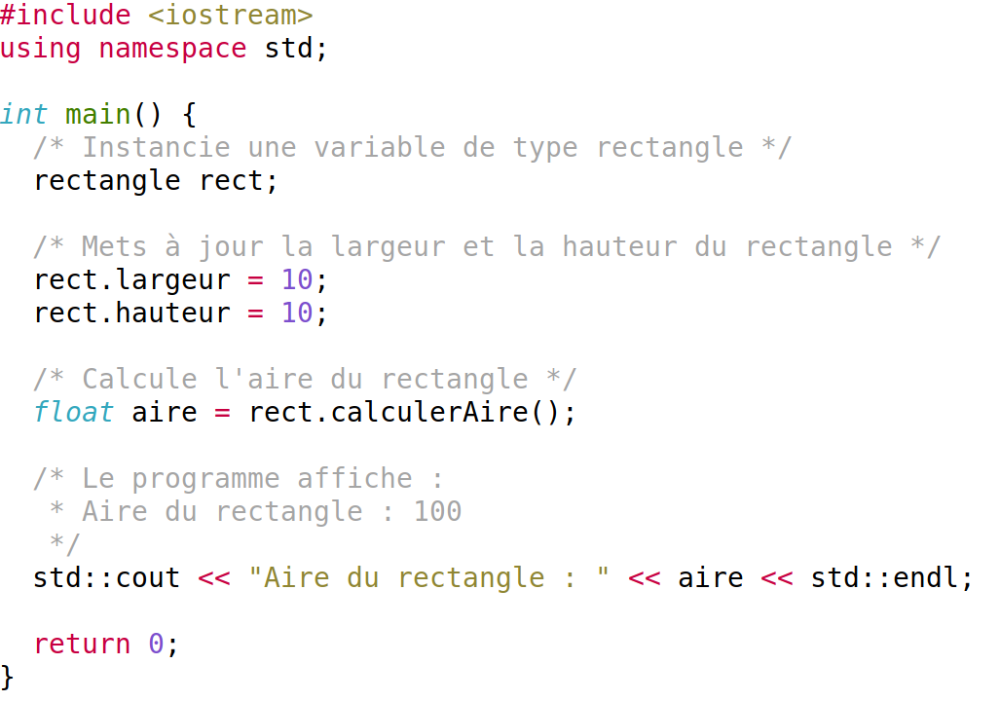 #include <iostream>
using namespace std;
int main() {
/* Instancie une variable de type rectangle */
rectangle rect;
/* Mets à jour la largeur et la hauteur du rectangle */
rect.largeur = 10;
rect.hauteur = 10;
/* Calcule l'aire du rectangle */
float aire = rect.calculerAire();
/* Le programme affiche :
* Aire du rectangle : 100
*/
std::cout << "Aire du rectangle : " << aire << std::endl;
return 0;
}